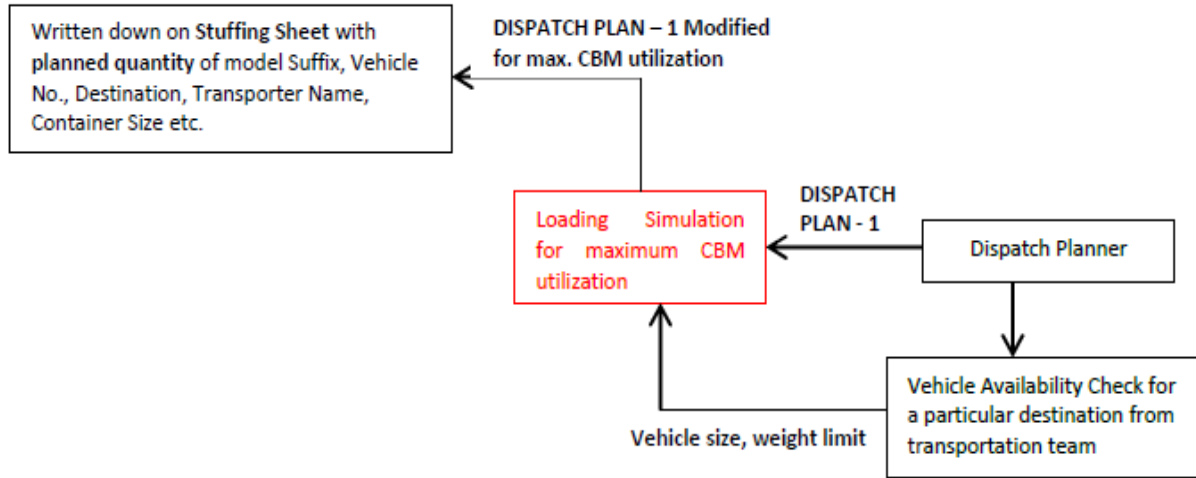 Written down on Stuffing Sheet with
planned quantity of model Suffix, Vehicle
No., Destination, Transporter Name,
Container Size etc.
DISPATCH PLAN – 1 Modified
for max. CBM utilization
Loading Simulation
for maximum CBM
utilization
DISPATCH
PLAN - 1
Dispatch Planner
Vehicle Availability Check for
a particular destination from
transportation team
Vehicle size, weight limit